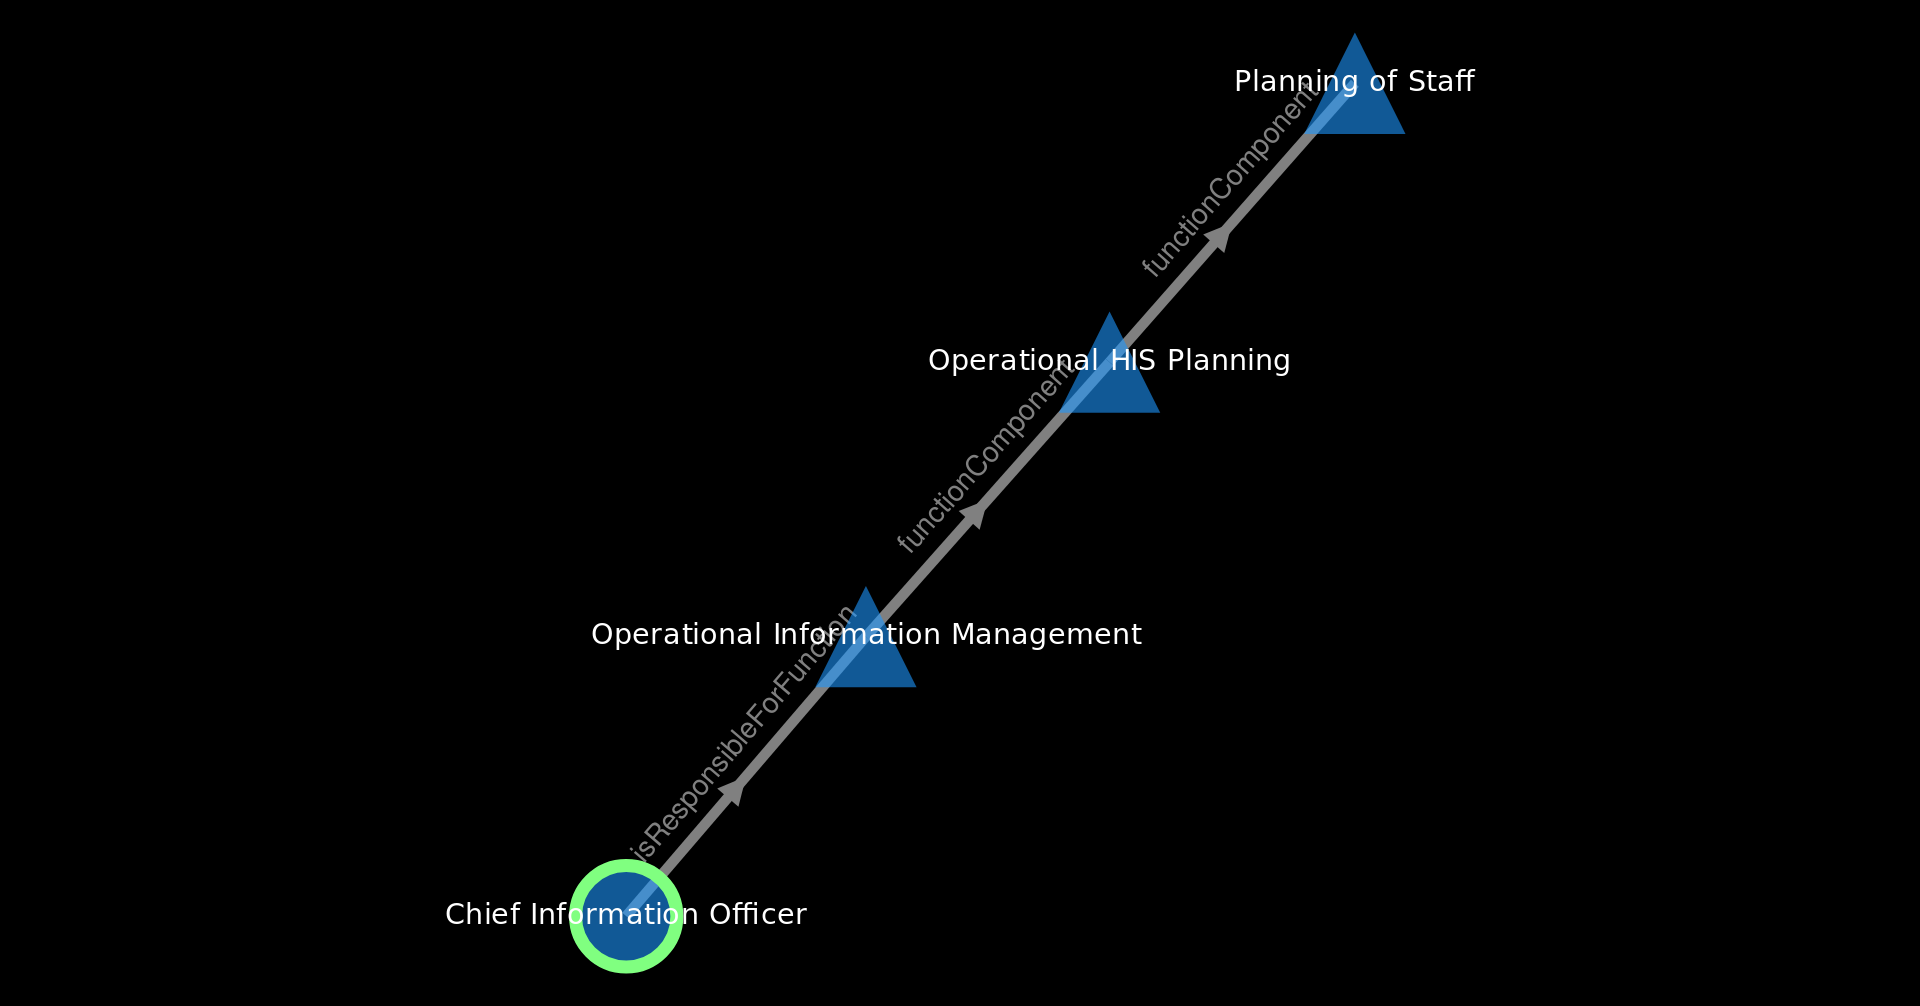 Planning of Staff
functionComponent
Operational HIS Planning
functionComponent
Operational Information Management
isResponsibleForFunction
Chief Information Officer